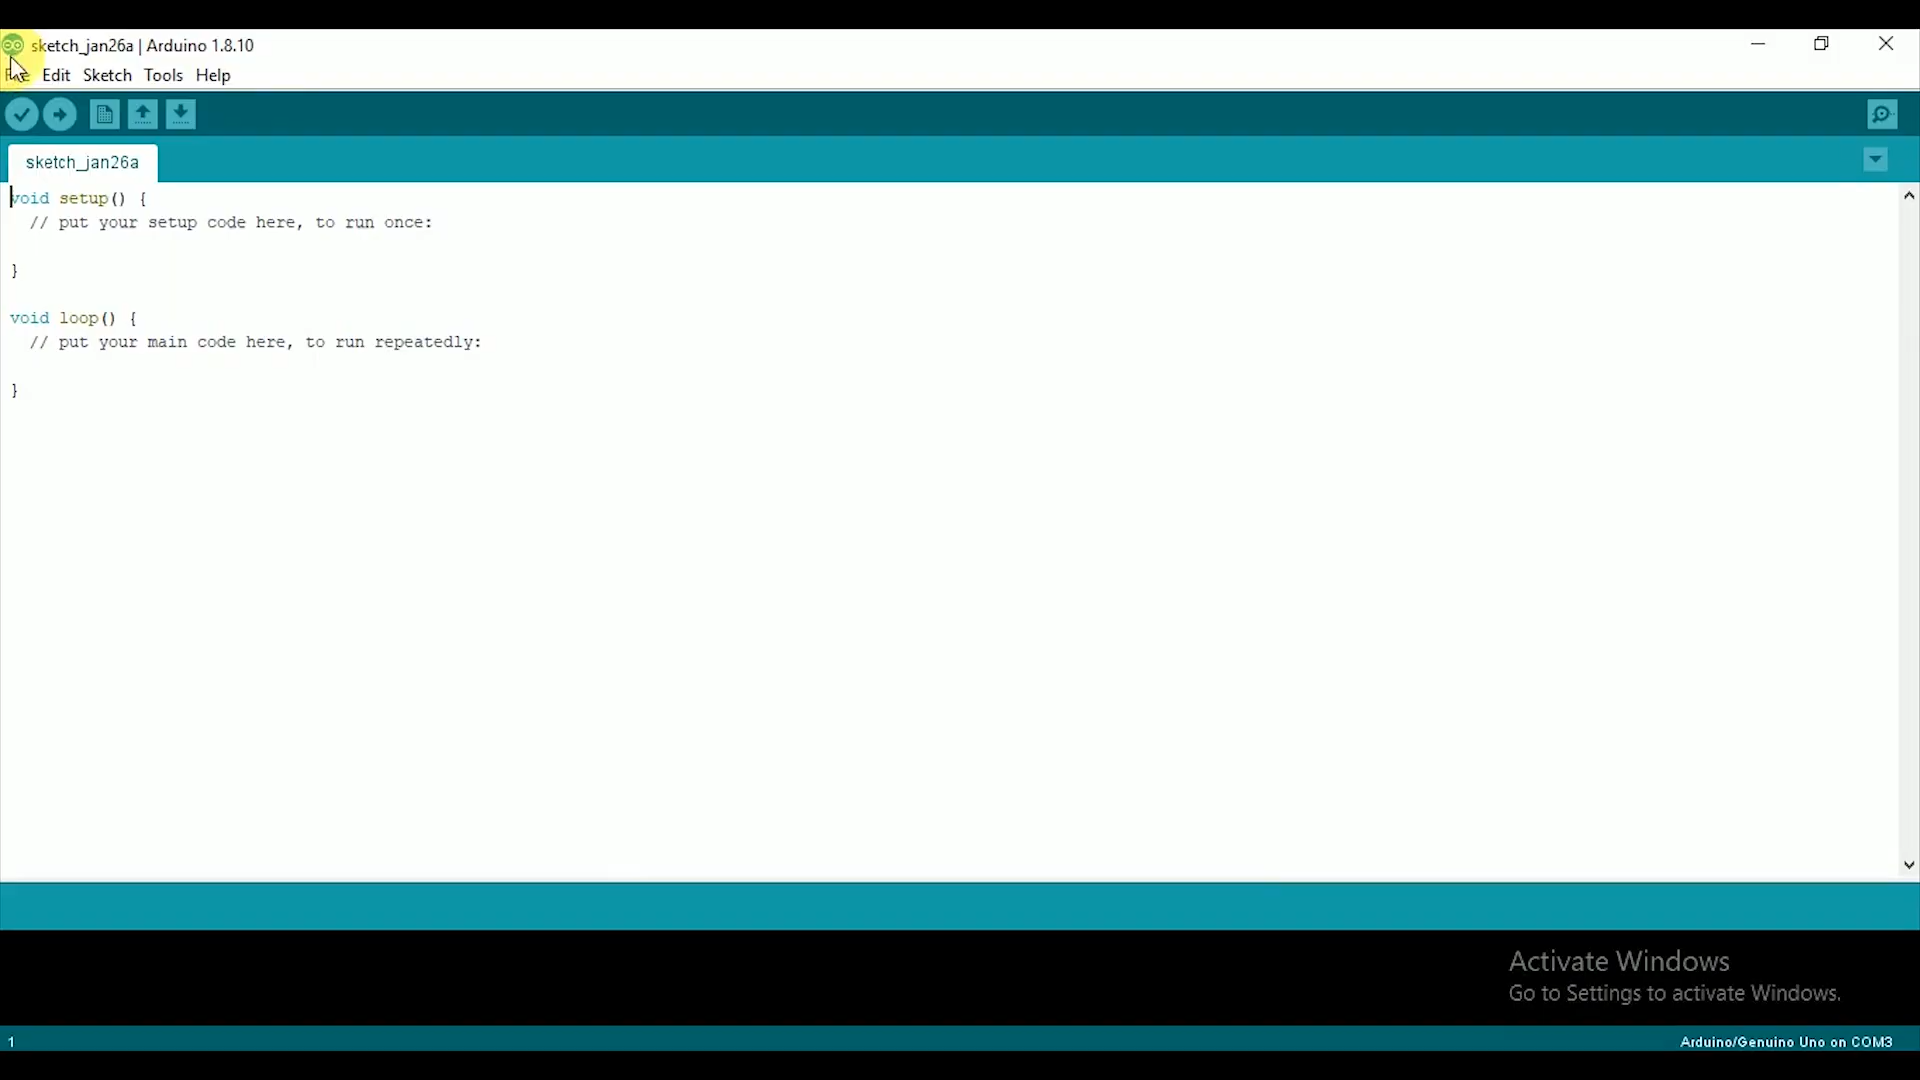 sketch_jan26a | Arduino 1.8.10
Edit Sketch Tools Help
sketch_jan26a
void setup() {
  // put your setup code here, to run once:
}
void loop() {
  // put your main code here, to run repeatedly:
}
Activate Windows
Go to Settings to activate Windows.
1
Arduino/Genuino Uno on COM3